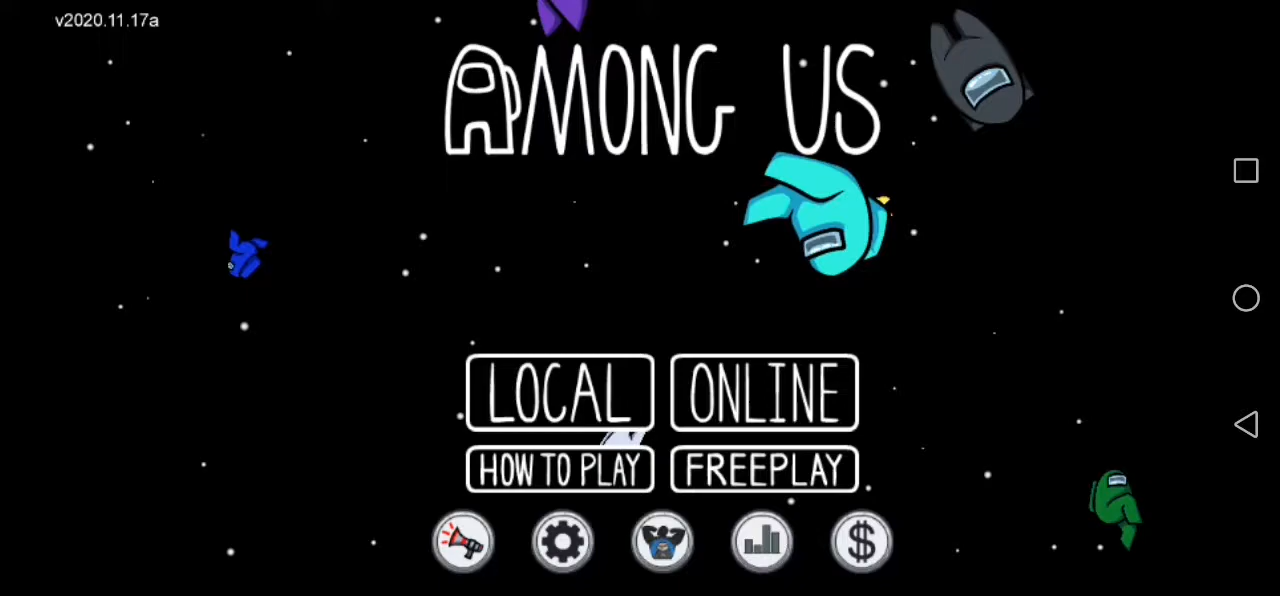 v2020.11.17a
AMONG US
LOCAL
ONLINE
HOW TO PLAY
FREEPLAY
$